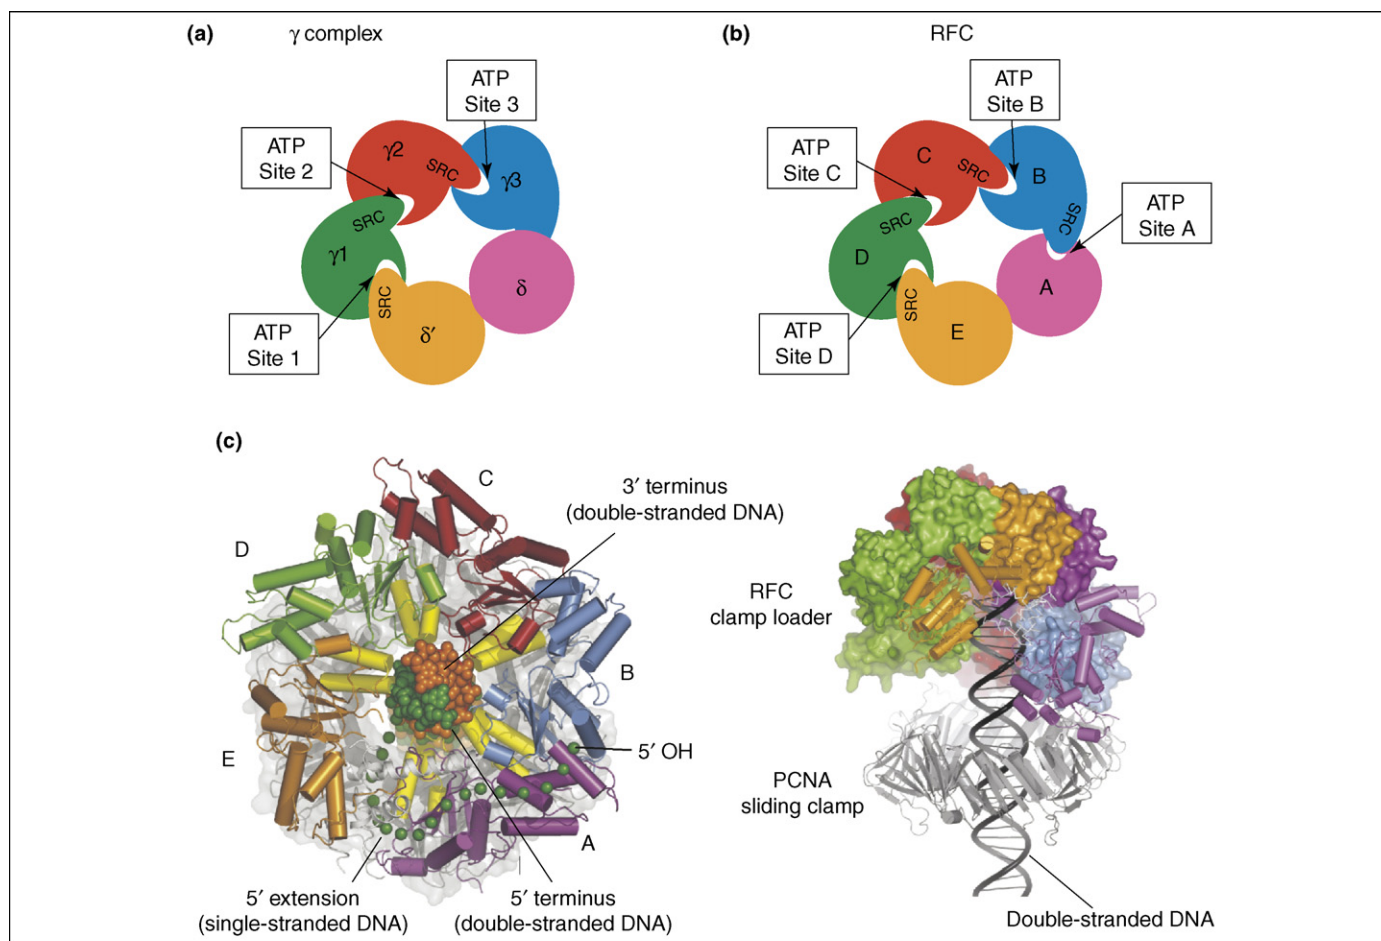 (a)
γ complex
ATP
Site 3
ATP
Site 2
γ2
SRC
γ3
SRC
γ1
δ
SRC
δ′
ATP
Site 1
(b)
RFC
ATP
Site B
ATP
Site C
C
SRC
B
SRC
ATP
Site A
SRC
D
A
SRC
E
ATP
Site D
(c)
C
3′ terminus
(double-stranded DNA)
D
B
5′ OH
E
A
5′ extension
(single-stranded DNA)
5′ terminus
(double-stranded DNA)
RFC
clamp loader
PCNA
sliding clamp
Double-stranded DNA